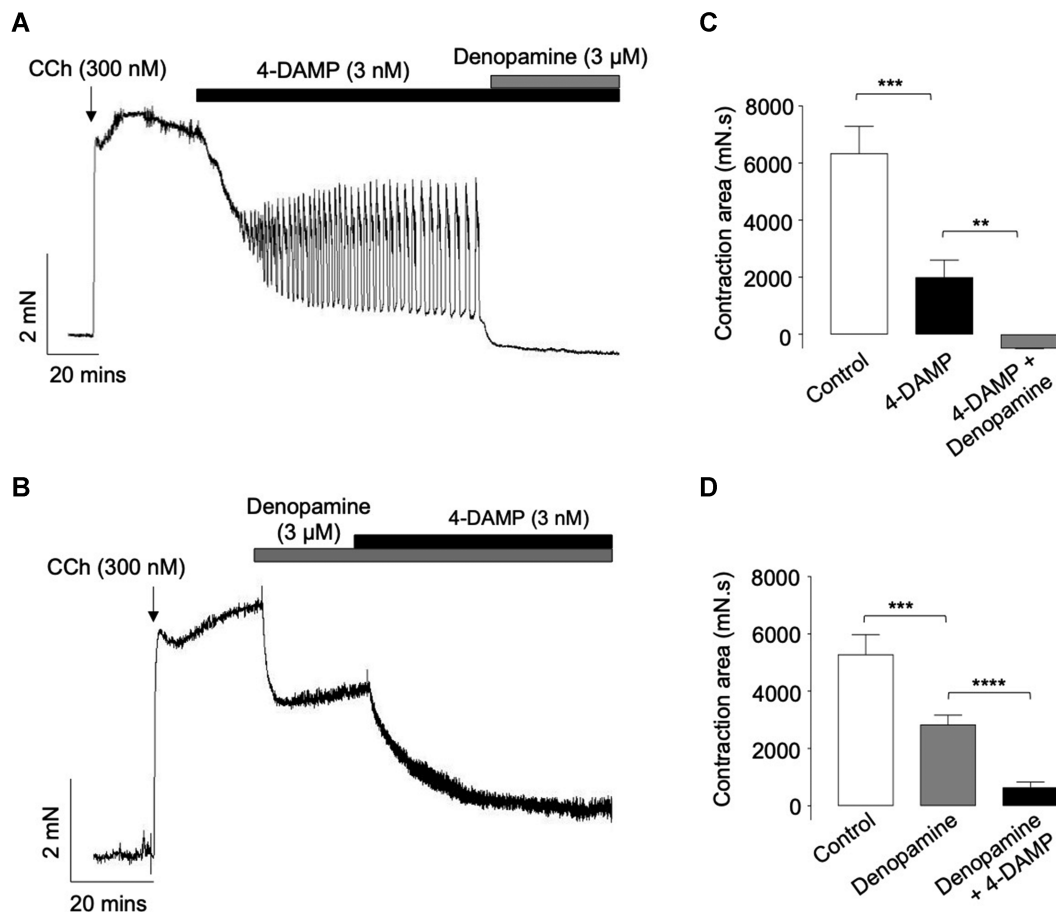 A
CCh (300 nM)
4-DAMP (3 nM)
Denopamine (3 µM)
2 mN
20 mins
C
Contraction area (mN.s)
8000
6000
4000
2000
0
***
**
Control
4-DAMP
4-DAMP +
Denopamine
B
CCh (300 nM)
Denopamine
(3 µM)
4-DAMP (3 nM)
2 mN
20 mins
D
Contraction area (mN.s)
8000
6000
4000
2000
0
***
****
Control
Denopamine
Denopamine
+ 4-DAMP